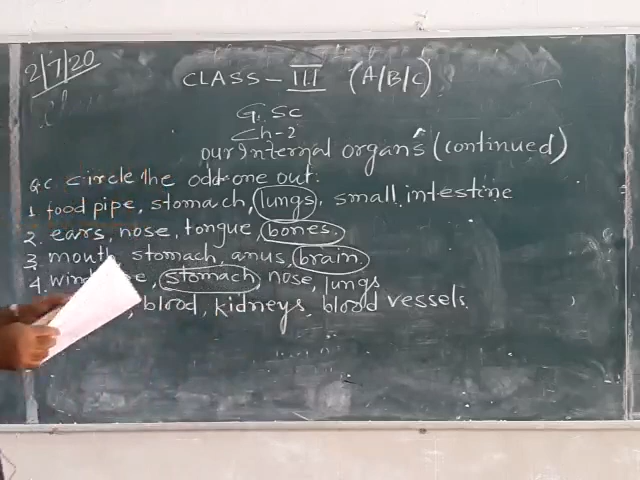 2/7/20
CLASS - III (A/B/C)
G. Sc
Ch-2
our Internal organs (continued)
Q.C. Circle the odd one out:
1. food pipe, stomach, lungs, small intestine
2. ears, nose, tongue, bones.
3. mouth, stomach, anus, brain
4. stomach, nose, lungs
blood, kidneys, blood vessels